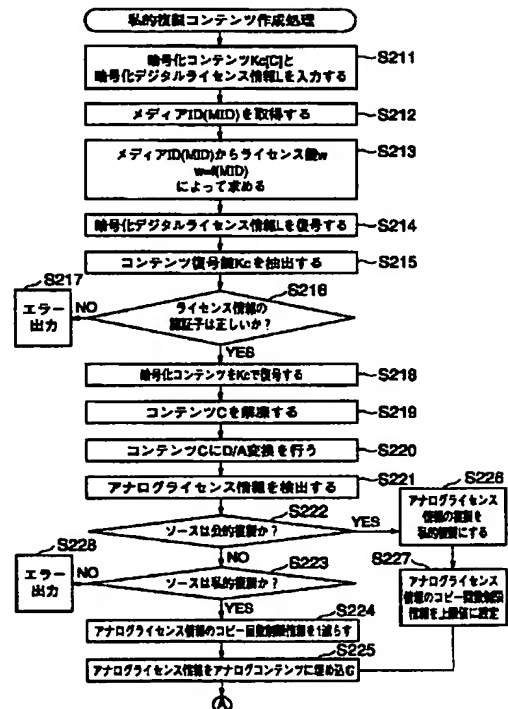 私的複製コンテンツ作成処理
暗号化コンテンツKc[C]と
暗号化デジタルライセンス情報Lを入力する
S211
メディアID(MID)を取得する
S212
メディアID(MID)からライセンス鍵w
w=f(MID)
によって求める
S213
暗号化デジタルライセンス情報Lを復号する
S214
コンテンツ復号鍵Kcを抽出する
S215
S216
ライセンス情報の
認証子は正しいか?
NO
S217
エラー
出力
YES
暗号化コンテンツをKcで復号する
S218
コンテンツCを解凍する
S219
コンテンツCにD/A変換を行う
S220
S221
アナログライセンス情報を検出する
S222
ソースは公的複製か?
YES
S226
アナログライセンス
情報の複製を
私的複製にする
S227
アナログライセンス
情報のコピー回数制限
情報を上限値に設定
NO
S223
ソースは私的複製か?
NO
S228
エラー
出力
YES
S224
アナログライセンス情報のコピー回数制限情報を1減らす
S225
アナログライセンス情報をアナログコンテンツに埋め込む
A